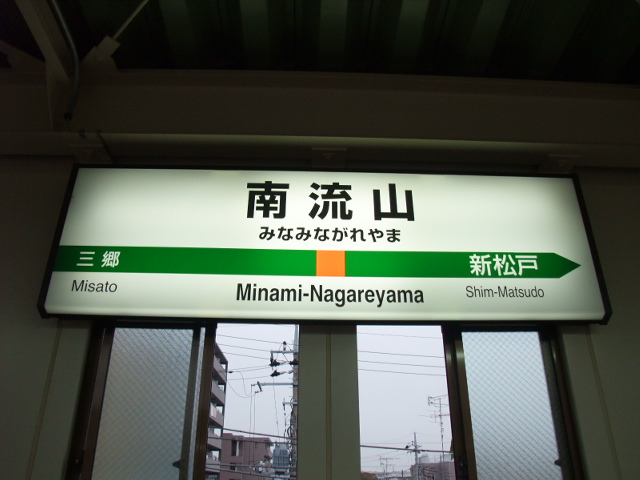 南流山
みなみながれやま
三郷
新松戸
Misato
Minami-Nagareyama
Shim-Matsudo